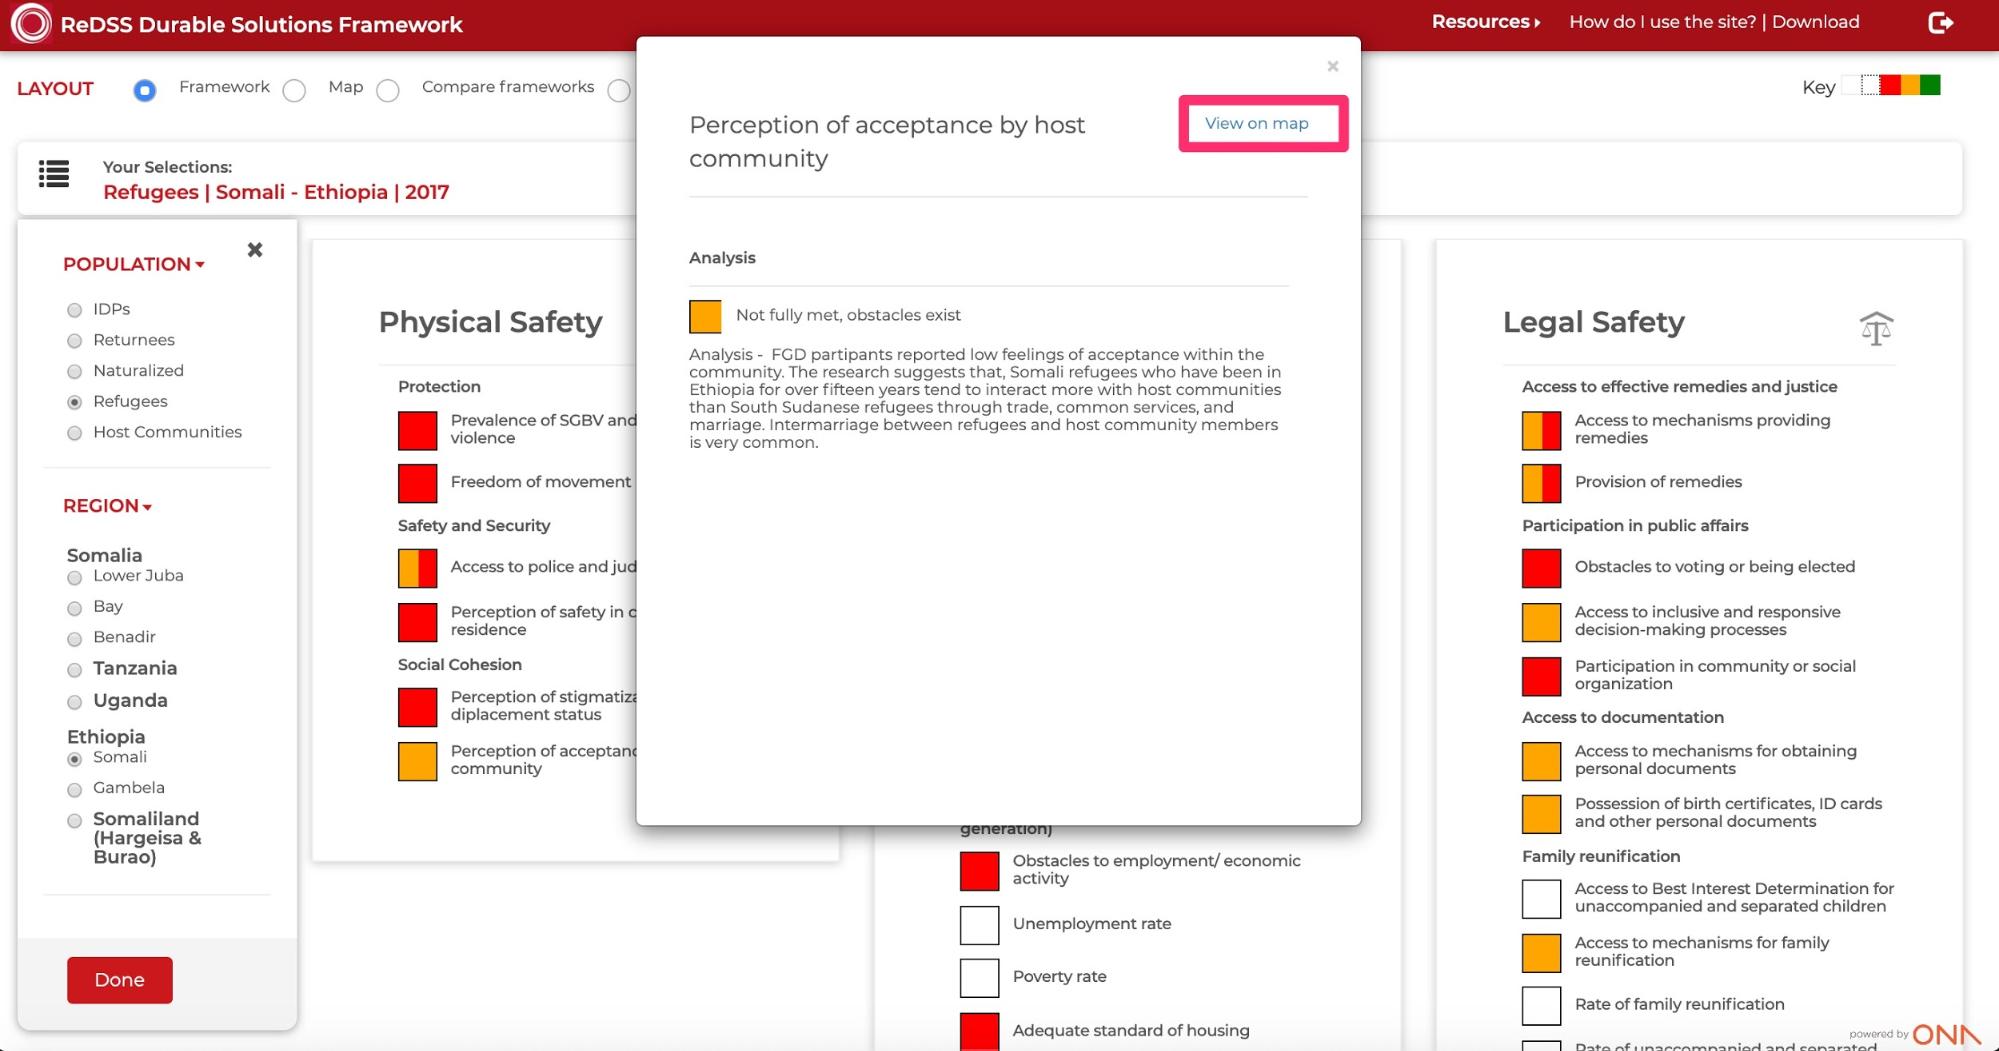 ReDSS Durable Solutions Framework
Resources
How do I use the site? | Download
LAYOUT
Framework
Map
Compare frameworks
Key
Your Selections:
Refugees | Somali - Ethiopia | 2017
POPULATION
IDPs
Returnees
Naturalized
Refugees
Host Communities
REGION
Somalia
Lower Juba
Bay
Benadir
Tanzania
Uganda
Ethiopia
Somali
Gambela
Somaliland
(Hargeisa &
Burao)
Done
Physical Safety
Protection
Prevalence of SGBV and
violence
Freedom of movement
Safety and Security
Access to police and jud
Perception of safety in c
residence
Social Cohesion
Perception of stigmatiza
diplacement status
Perception of acceptanc
community
×
Perception of acceptance by host
community
View on map
Analysis
Not fully met, obstacles exist
Analysis -  FGD partipants reported low feelings of acceptance within the
community. The research suggests that, Somali refugees who have been in
Ethiopia for over fifteen years tend to interact more with host communities
than South Sudanese refugees through trade, common services, and
marriage. Intermarriage between refugees and host community members
is very common.
generation)
Obstacles to employment/ economic
activity
Unemployment rate
Poverty rate
Adequate standard of housing
Legal Safety
Access to effective remedies and justice
Access to mechanisms providing
remedies
Provision of remedies
Participation in public affairs
Obstacles to voting or being elected
Access to inclusive and responsive
decision-making processes
Participation in community or social
organization
Access to documentation
Access to mechanisms for obtaining
personal documents
Possession of birth certificates, ID cards
and other personal documents
Family reunification
Access to Best Interest Determination for
unaccompanied and separated children
Access to mechanisms for family
reunification
Rate of family reunification
Rate of unaccompanied and separated
powered by ONA